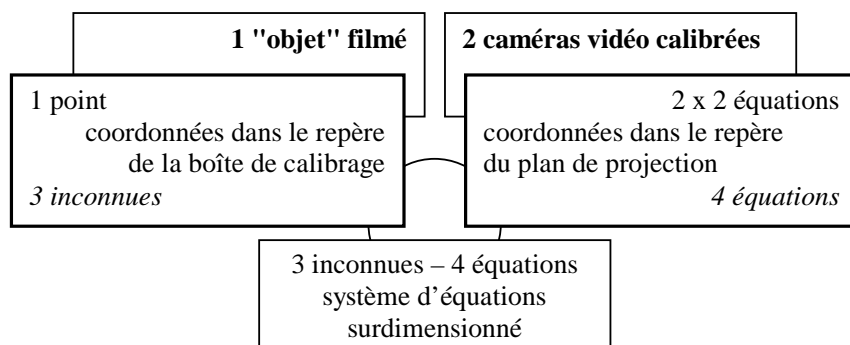 1 "objet" filmé
2 caméras vidéo calibrées
1 point
coordonnées dans le repère
de la boîte de calibrage
3 inconnues
2 x 2 équations
coordonnées dans le repère
du plan de projection
4 équations
3 inconnues – 4 équations
système d’équations
surdimensionné